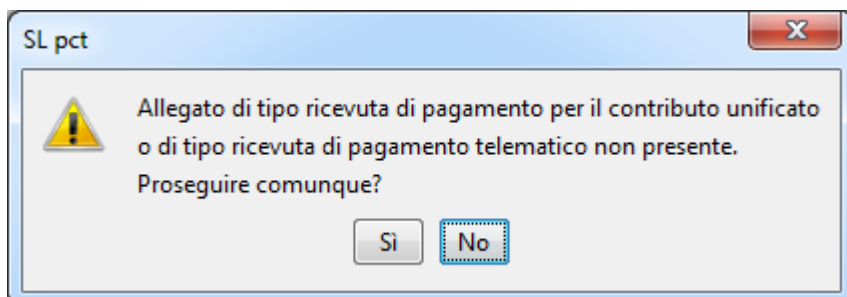 SL pct
Allegato di tipo ricevuta di pagamento per il contributo unificato
o di tipo ricevuta di pagamento telematico non presente.
Proseguire comunque?
Sì No